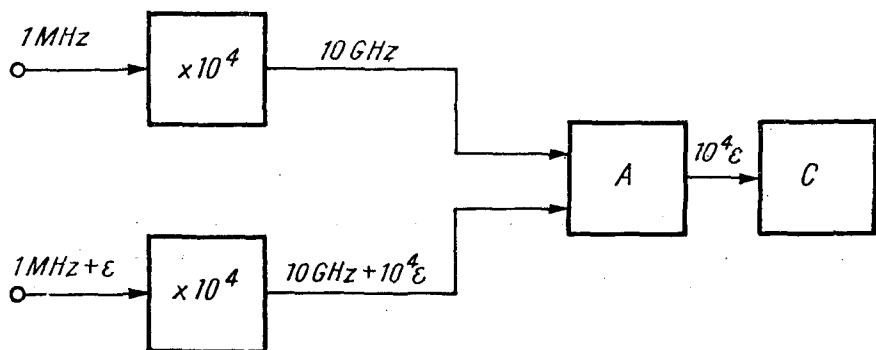 1 MHz
×10⁴
10 GHz
A
10⁴ε
C
1 MHz + ε
×10⁴
10 GHz + 10⁴ε